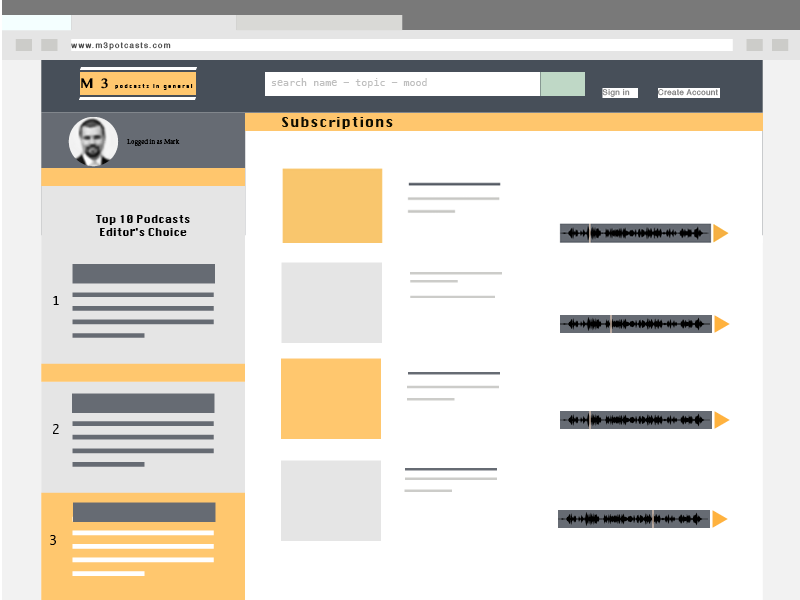 www.m3potcasts.com
M 3 podcasts in general
search name - topic - mood
Sign in
Create Account
Logged in as Mark
Subscriptions
Top 10 Podcasts
Editor's Choice
1
2
3